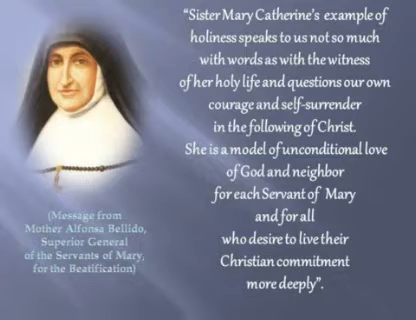 “Sister Mary Catherine’s example of
holiness speaks to us not so much
with words as with the witness
of her holy life and questions our own
courage and self-surrender
in the following of Christ.
She is a model of unconditional love
of God and neighbor
for each Servant of Mary
and for all
who desire to live their
Christian commitment
more deeply”.
(Message from
Mother Alfonsa Bellido,
Superior General
of the Servants of Mary,
for the Beatification)